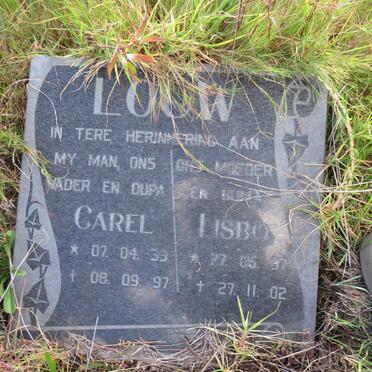 LOUW
IN TERE HERINNERING AAN
MY MAN, ONS
VADER EN OUPA
CAREL
* 07. 04. 33
† 08. 09. 97
ONS MOEDER
EN OUMA
* 27. 05. 37
† 27. 11. 02